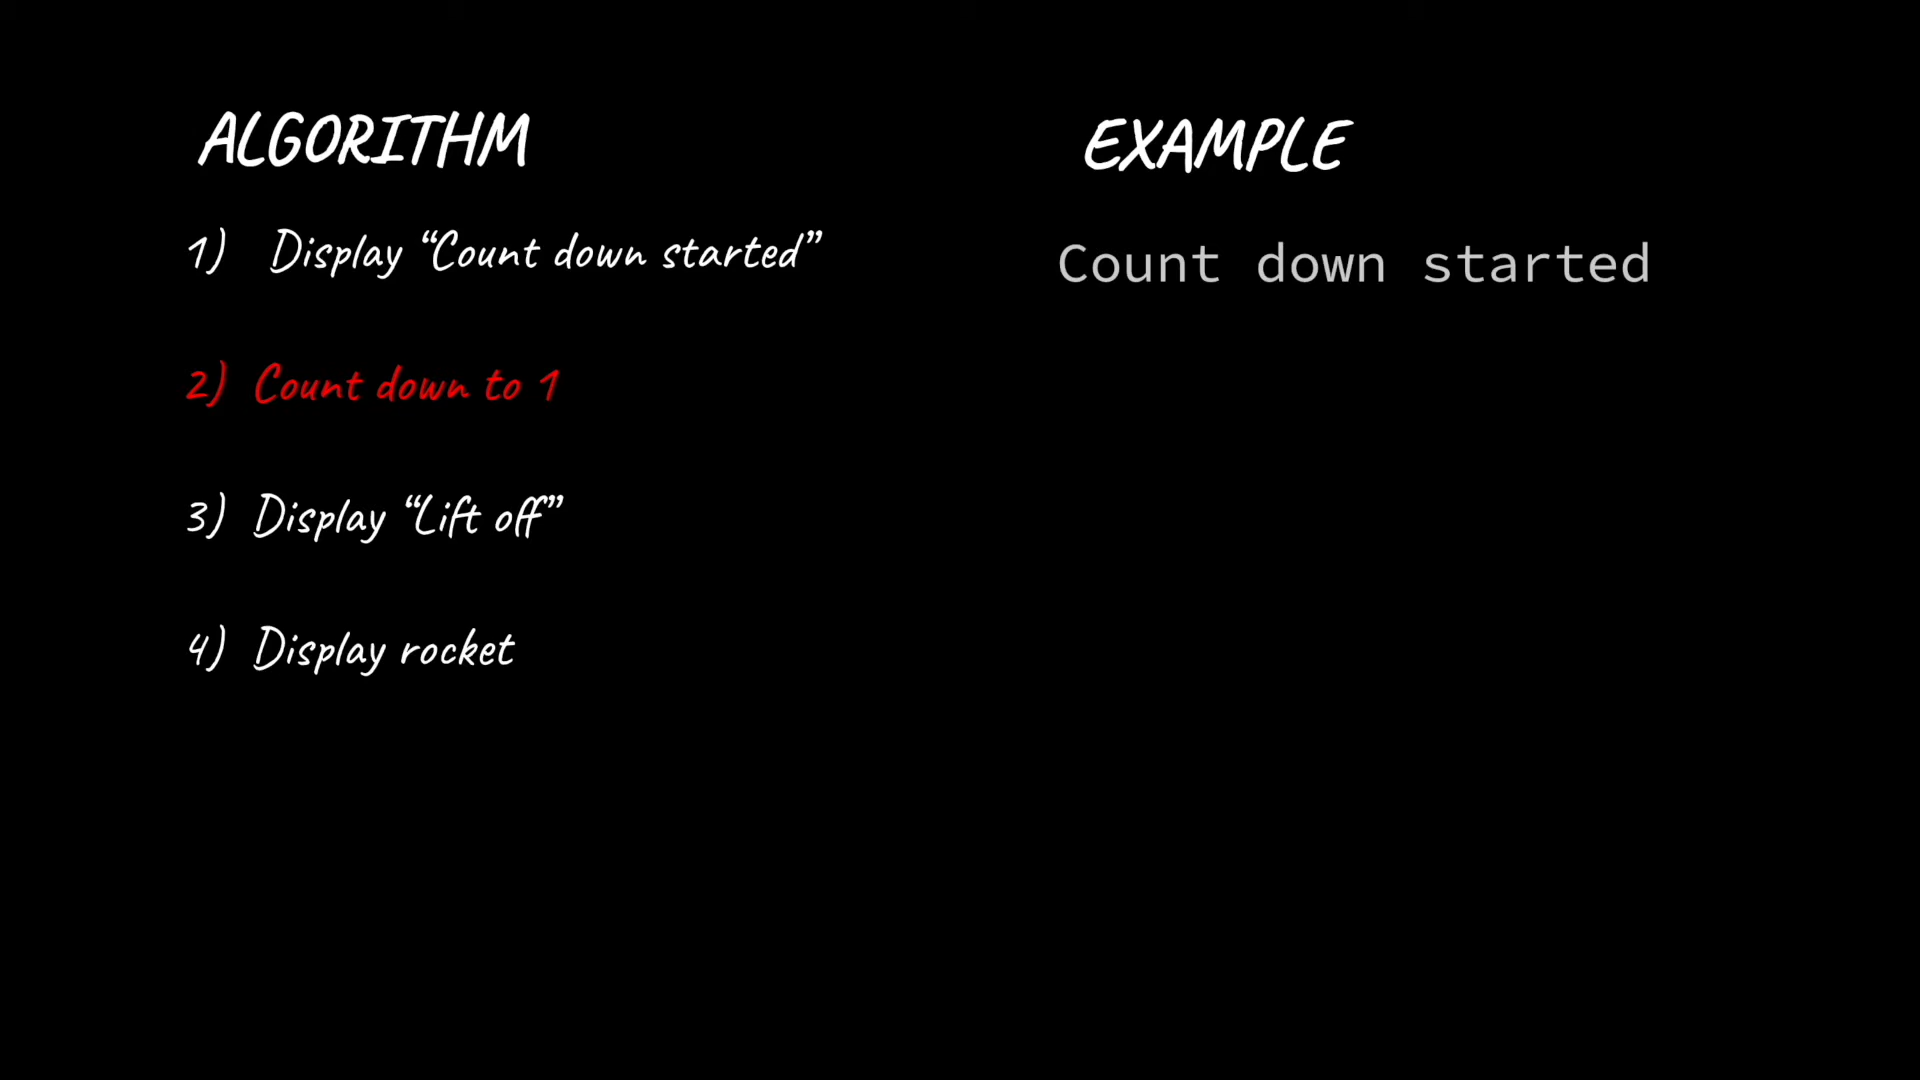 ALGORITHM
1) Display “Count down started”
2) Count down to 1
3) Display “Lift off”
4) Display rocket
EXAMPLE
Count down started